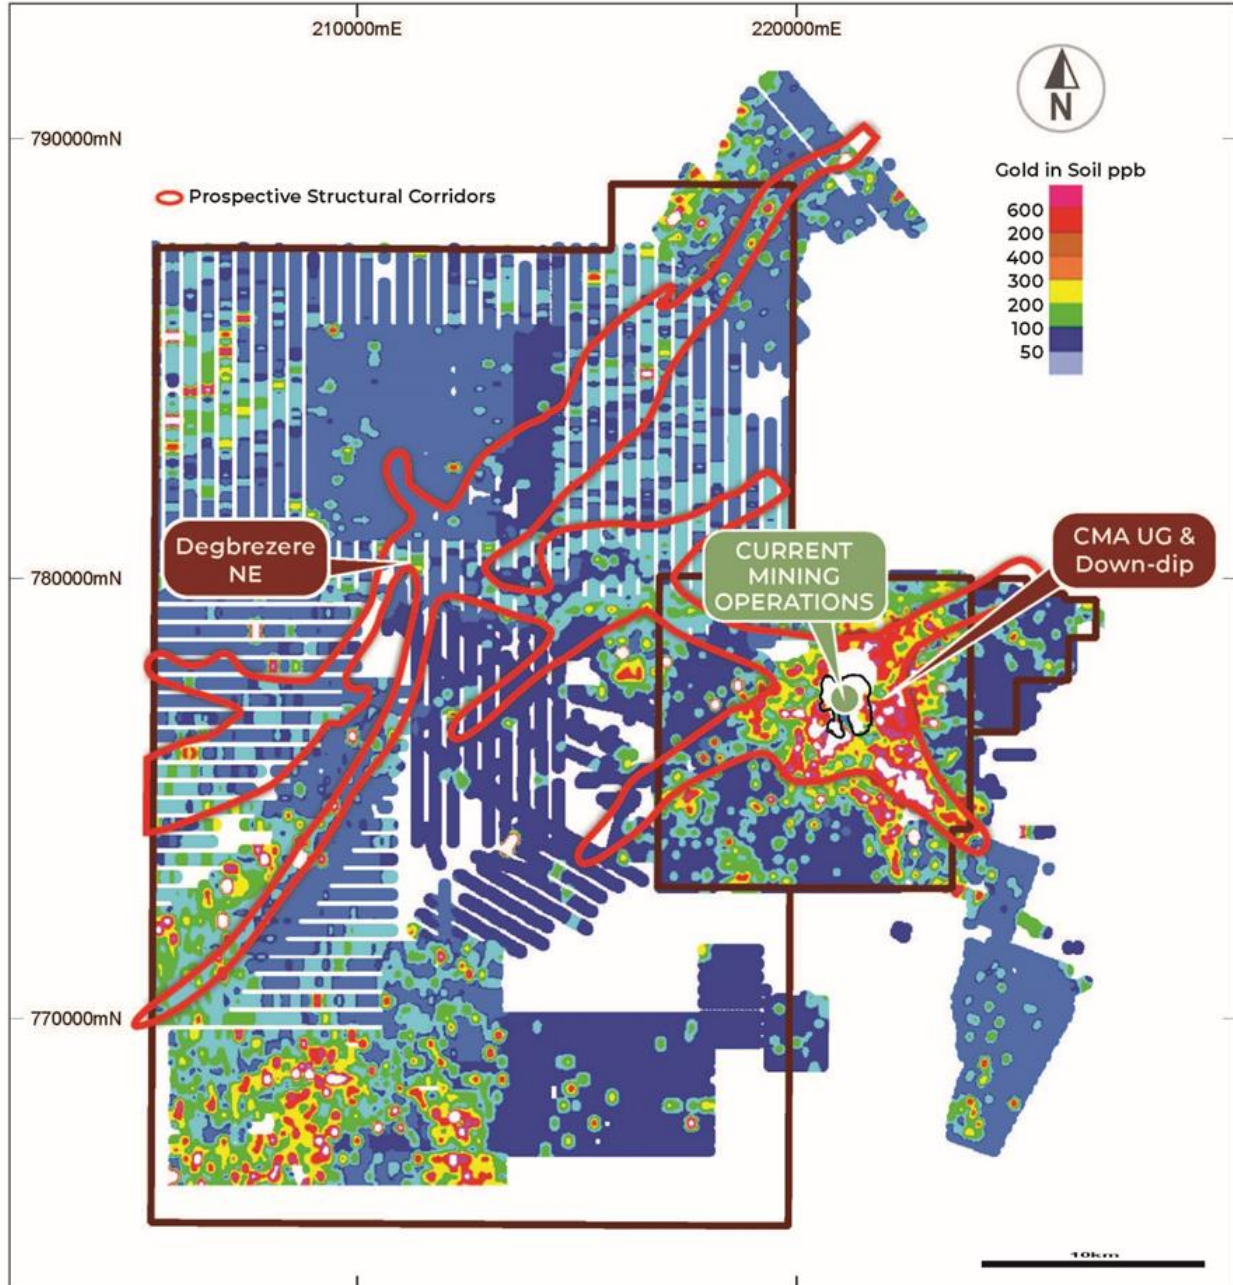 210000mE
220000mE
790000mN
N
Gold in Soil ppb
600
200
400
300
200
100
50
Prospective Structural Corridors
Degbrezere
NE
CURRENT
MINING
OPERATIONS
CMA UG &
Down-dip
780000mN
770000mN
10km